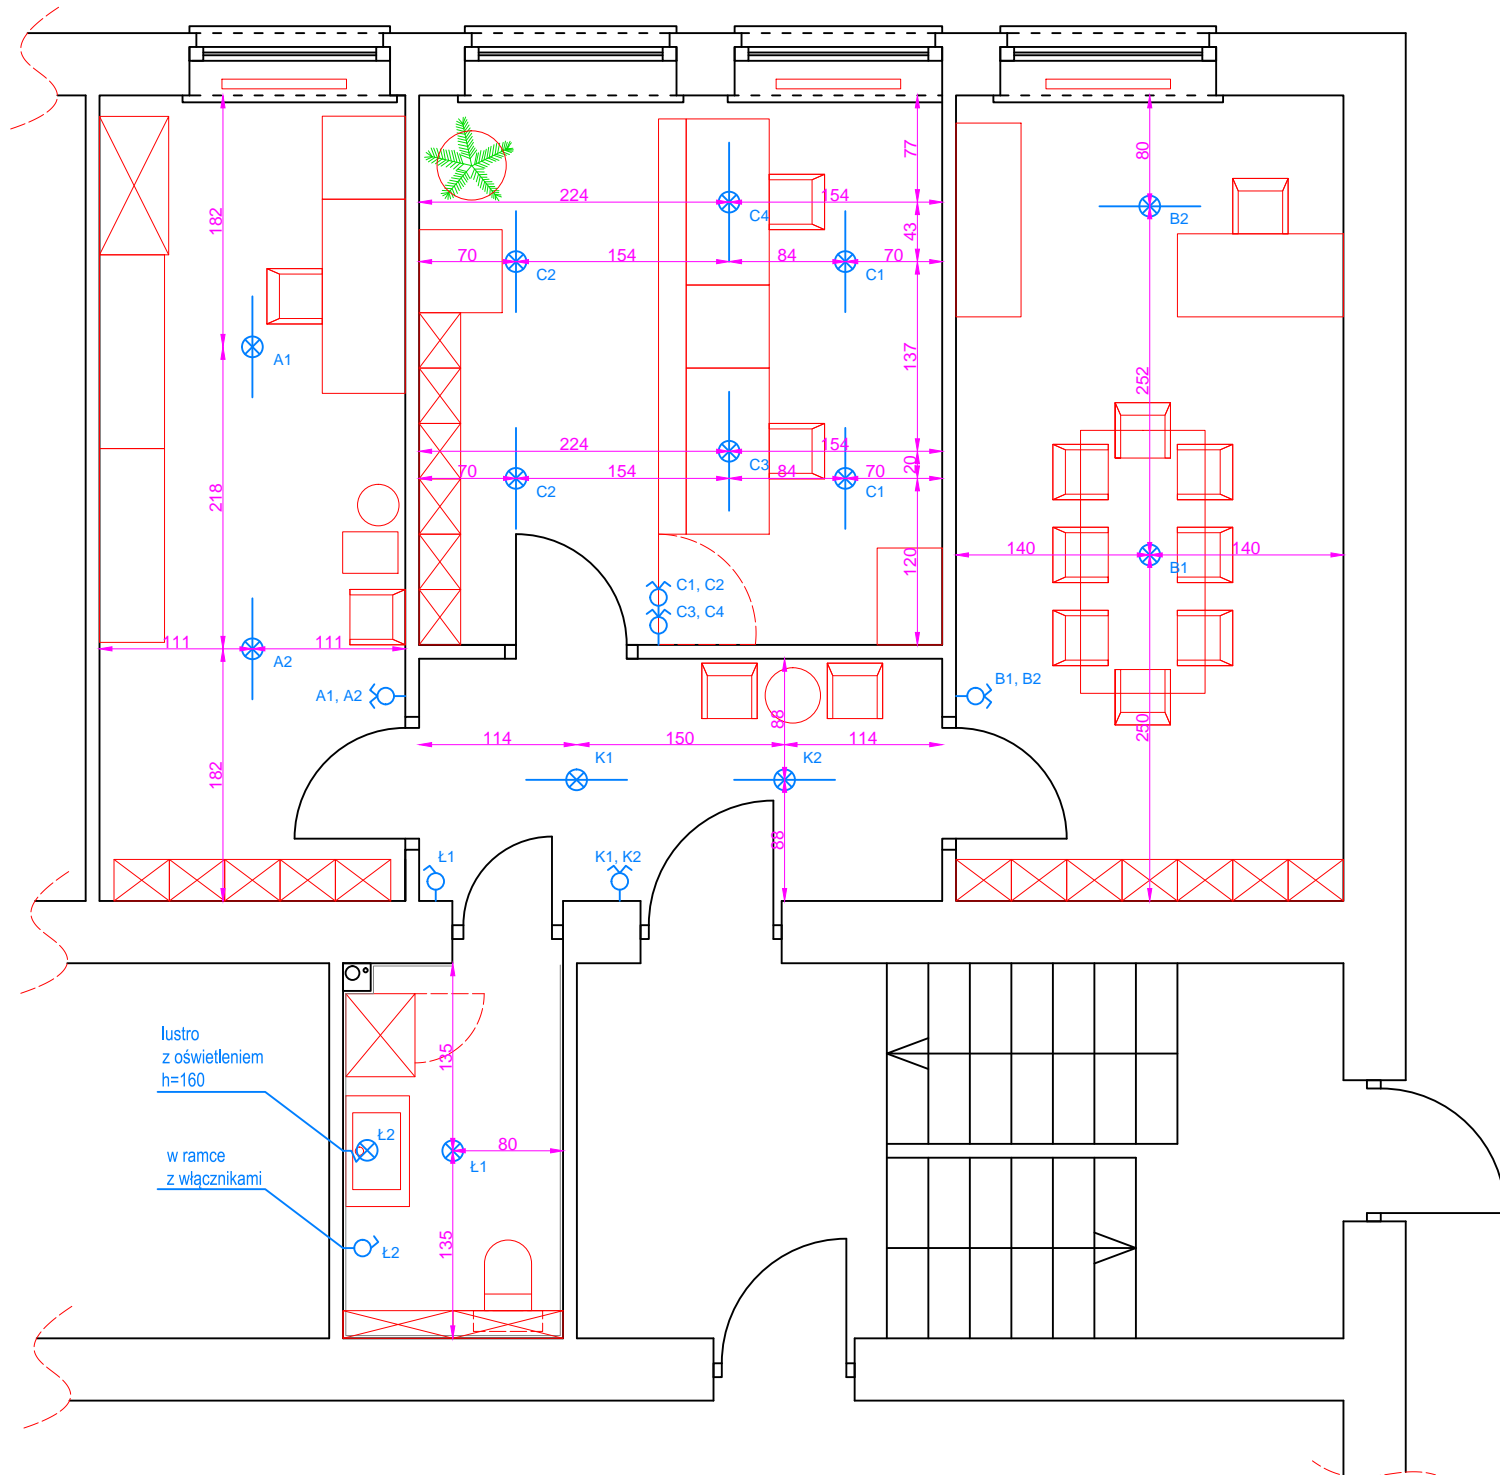 77
80
182
224
154
C4
B2
43
70
154
84
70
C2
C1
A1
137
252
224
154
C3
20
70
154
84
70
C2
C1
218
120
140
140
B1
C1, C2
C3, C4
111
111
A2
A1, A2
B1, B2
88
250
114
150
114
K1
K2
182
88
Ł1
K1, K2
lustro
z oświetleniem
h=160
135
Ł2
80
Ł1
w ramce
z włącznikami
135
Ł2